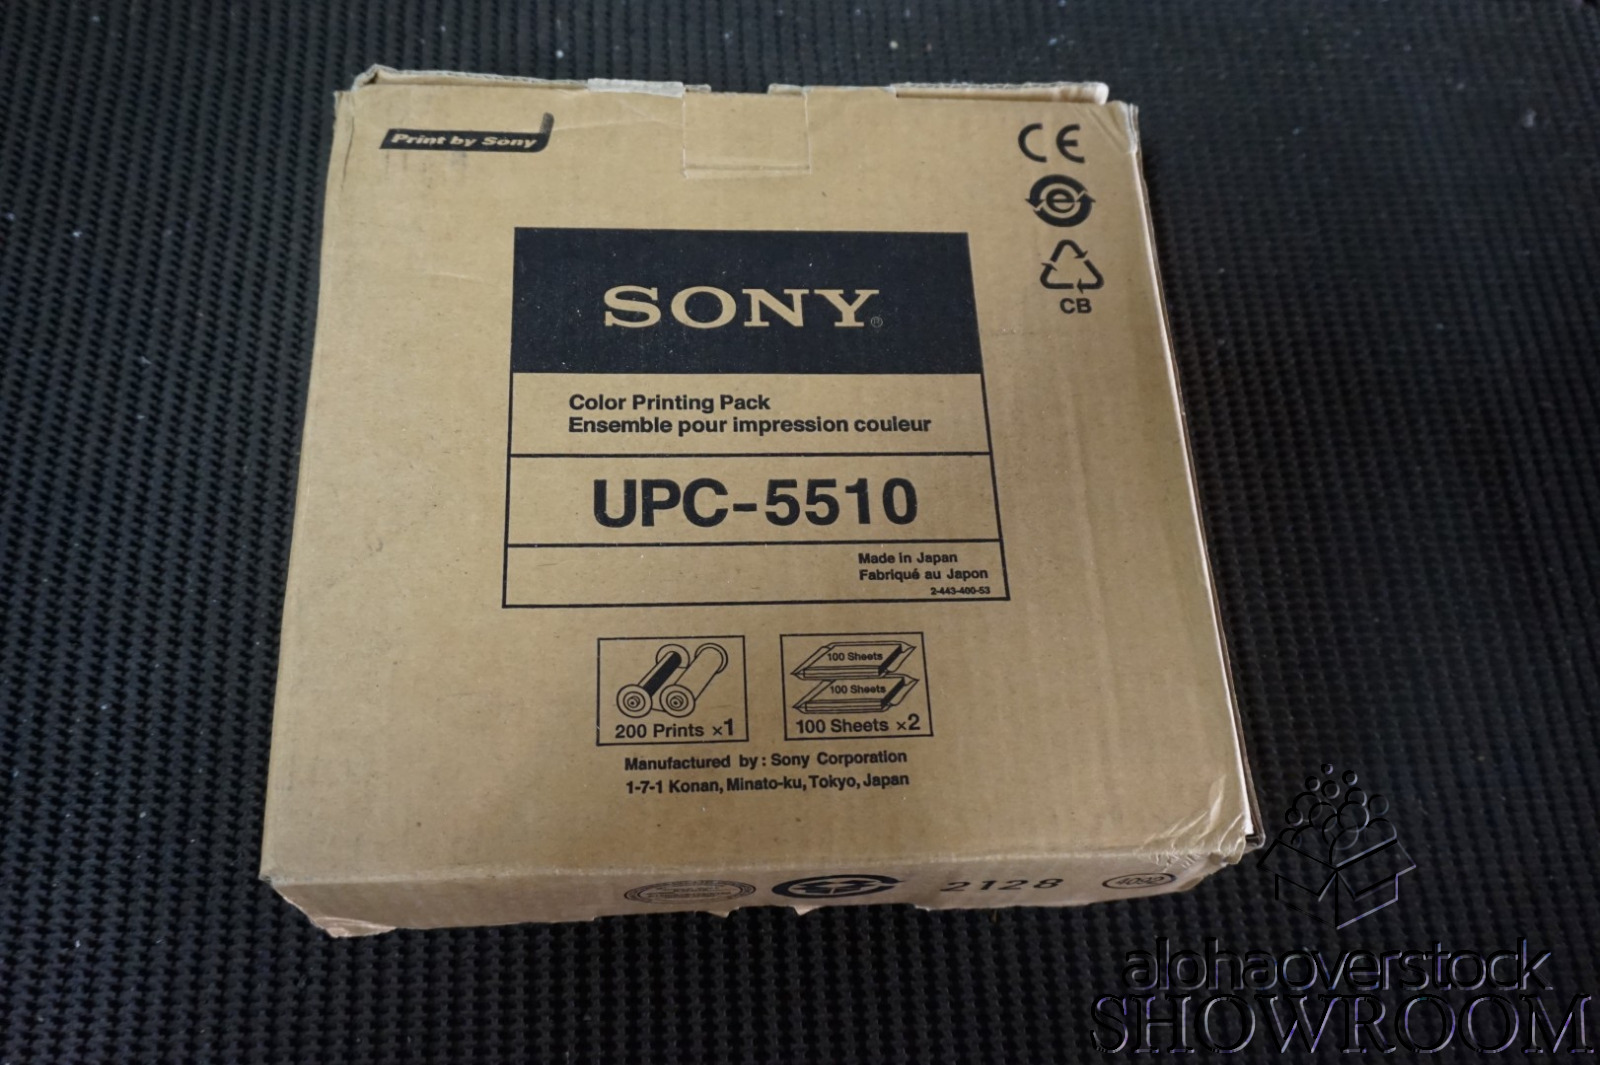 Print by Sony
CE
e
CB
SONY®
Color Printing Pack
Ensemble pour impression couleur
UPC-5510
Made in Japan
Fabriqué au Japon
2-443-400-53
100 Sheets
100 Sheets
200 Prints ×1
100 Sheets ×2
Manufactured by : Sony Corporation
1-7-1 Konan, Minato-ku, Tokyo, Japan
2128
alohaoverstock
SHOWROOM